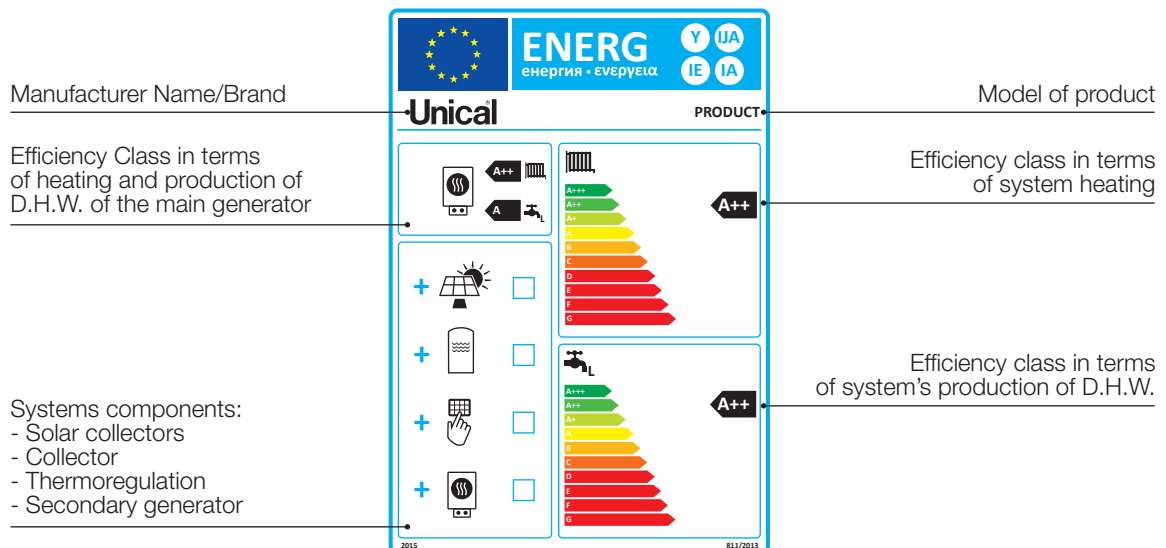 ENERG
енергия · ενεργεια
Y IJA
IE IA
Manufacturer Name/Brand
Unical
PRODUCT
Model of product
Efficiency Class in terms
of heating and production of
D.H.W. of the main generator
A++
A
L
A+++
A++
A+
A
B
C
D
E
F
G
A++
Efficiency class in terms
of system heating
Systems components:
- Solar collectors
- Collector
- Thermoregulation
- Secondary generator
+
+
+
+
L
A+++
A++
A+
A
B
C
D
E
F
G
A++
Efficiency class in terms
of system's production of D.H.W.
2015
811/2013